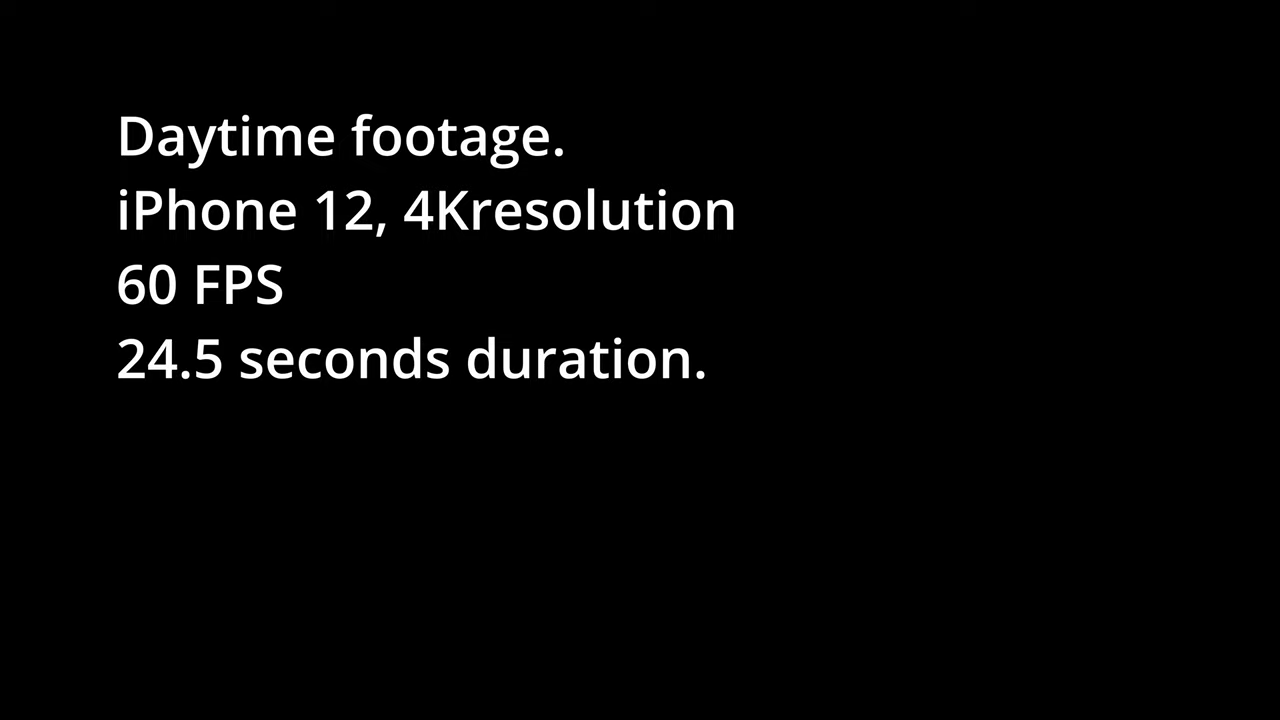 Daytime footage.
iPhone 12, 4Kresolution
60 FPS
24.5 seconds duration.